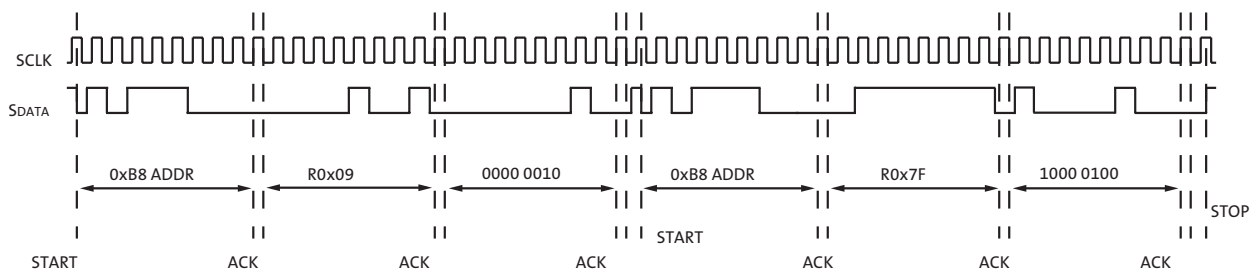 SCLK
SDATA
0xB8 ADDR R0x09 0000 0010 0xB8 ADDR R0x7F 1000 0100
STOP
START
START ACK ACK ACK ACK ACK ACK